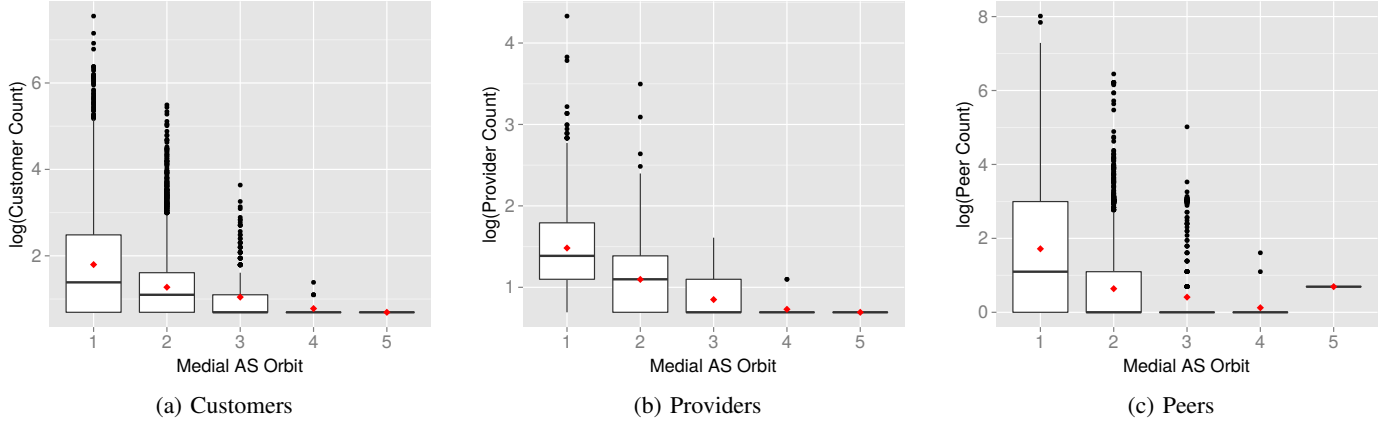 log(Customer Count)
6
4
2
1 2 3 4 5
Medial AS Orbit
(a) Customers
log(Provider Count)
4
3
2
1
1 2 3 4 5
Medial AS Orbit
(b) Providers
log(Peer Count)
8
6
4
2
0
1 2 3 4 5
Medial AS Orbit
(c) Peers